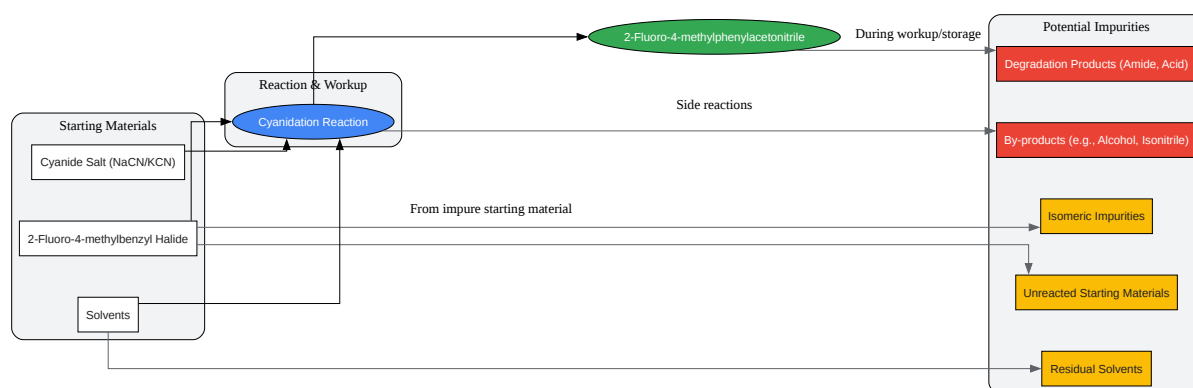 2-Fluoro-4-methylphenylacetonitrile
During workup/storage
Potential Impurities
Degradation Products (Amide, Acid)
Reaction & Workup
Cyanidation Reaction
Side reactions
By-products (e.g., Alcohol, Isonitrile)
Starting Materials
Cyanide Salt (NaCN/KCN)
2-Fluoro-4-methylbenzyl Halide
From impure starting material
Isomeric Impurities
Unreacted Starting Materials
Solvents
Residual Solvents